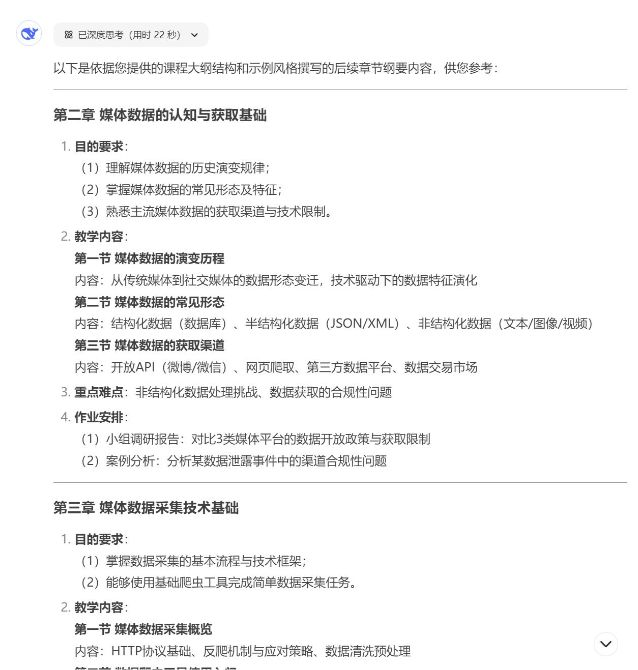 已深度思考（用时 22 秒）
以下是依据您提供的课程大纲结构和示例风格撰写的后续章节纲要内容，供您参考：
第二章 媒体数据的认知与获取基础
1. 目的要求：
（1）理解媒体数据的历史演变规律；
（2）掌握媒体数据的常见形态及特征；
（3）熟悉主流媒体数据的获取渠道与技术限制。
2. 教学内容：
第一节 媒体数据的演变历程
内容：从传统媒体到社交媒体的数据形态变迁，技术驱动下的数据特征演化
第二节 媒体数据的常见形态
内容：结构化数据（数据库）、半结构化数据（JSON/XML）、非结构化数据（文本/图像/视频）
第三节 媒体数据的获取渠道
内容：开放API（微博/微信）、网页爬取、第三方数据平台、数据交易市场
3. 重点难点：非结构化数据处理挑战、数据获取的合规性问题
4. 作业安排：
（1）小组调研报告：对比3类媒体平台的数据开放政策与获取限制
（2）案例分析：分析某数据泄露事件中的渠道合规性问题
第三章 媒体数据采集技术基础
1. 目的要求：
（1）掌握数据采集的基本流程与技术框架；
（2）能够使用基础爬虫工具完成简单数据采集任务。
2. 教学内容：
第一节 媒体数据采集概览
内容：HTTP协议基础、反爬机制与应对策略、数据清洗预处理